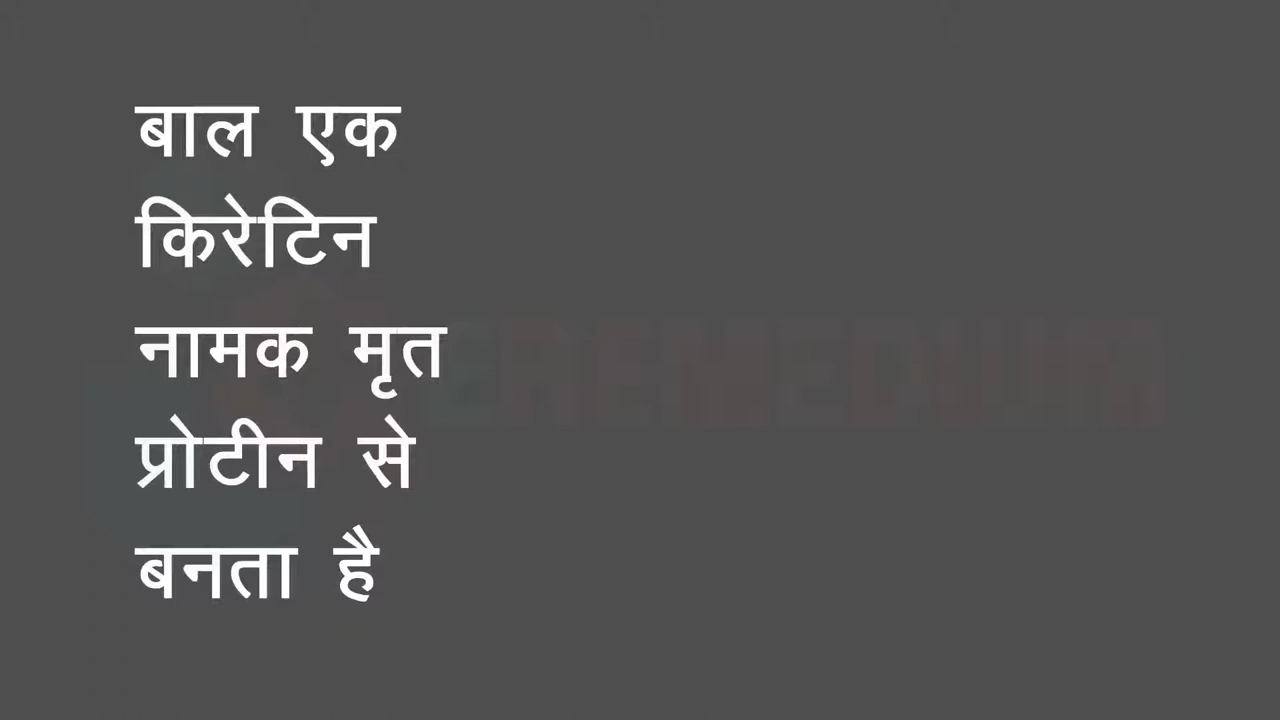 बाल एक
किरेटिन
नामक मृत
प्रोटीन से
बनता है